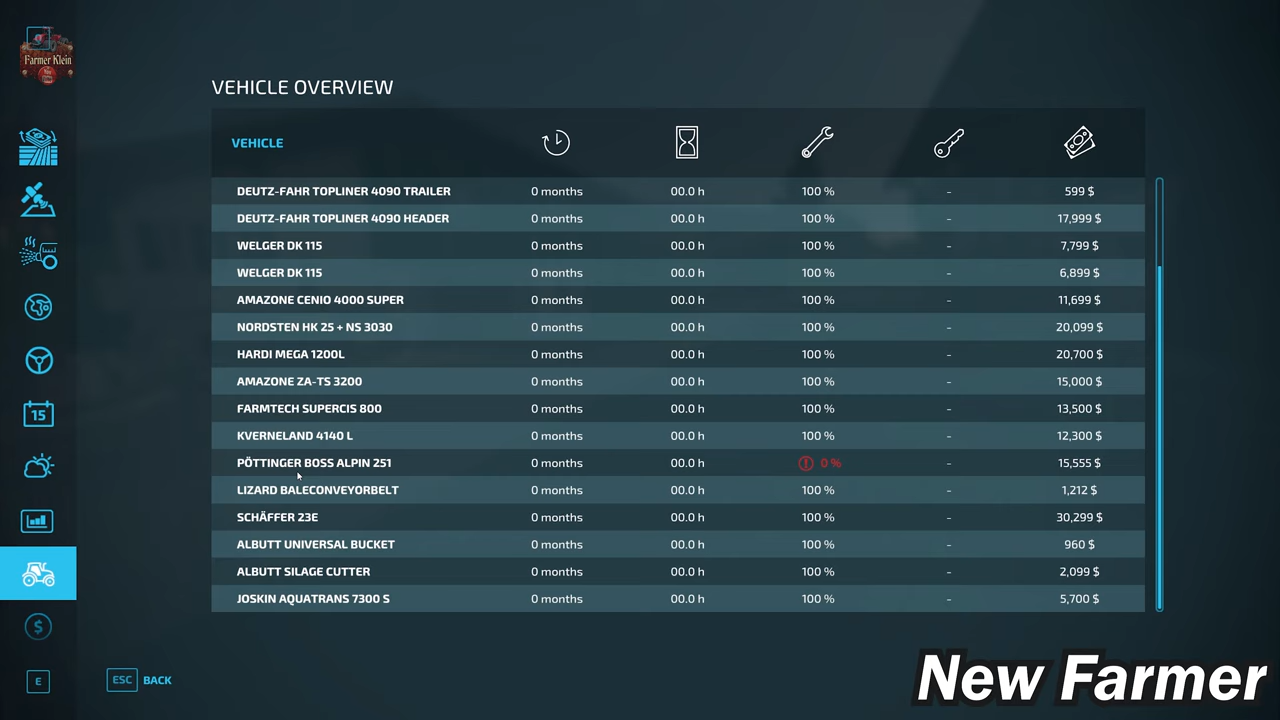 Farmer Klein
VEHICLE OVERVIEW
VEHICLE
DEUTZ-FAHR TOPLINER 4090 TRAILER 0 months 00.0 h 100 % - 599 $
DEUTZ-FAHR TOPLINER 4090 HEADER 0 months 00.0 h 100 % - 17,999 $
WELGER DK 115 0 months 00.0 h 100 % - 7,799 $
WELGER DK 115 0 months 00.0 h 100 % - 6,899 $
AMAZONE CENIO 4000 SUPER 0 months 00.0 h 100 % - 11,699 $
NORDSTEN HK 25 + NS 3030 0 months 00.0 h 100 % - 20,099 $
HARDI MEGA 1200L 0 months 00.0 h 100 % - 20,700 $
AMAZONE ZA-TS 3200 0 months 00.0 h 100 % - 15,000 $
FARMTECH SUPERCIS 800 0 months 00.0 h 100 % - 13,500 $
KVERNELAND 4140 L 0 months 00.0 h 100 % - 12,300 $
PÖTTINGER BOSS ALPIN 251 0 months 00.0 h 0 % - 15,555 $
LIZARD BALECONVEYORBELT 0 months 00.0 h 100 % - 1,212 $
SCHÄFFER 23E 0 months 00.0 h 100 % - 30,299 $
ALBUTT UNIVERSAL BUCKET 0 months 00.0 h 100 % - 960 $
ALBUTT SILAGE CUTTER 0 months 00.0 h 100 % - 2,099 $
JOSKIN AQUATRANS 7300 S 0 months 00.0 h 100 % - 5,700 $
15
$
E
ESC BACK
New Farmer